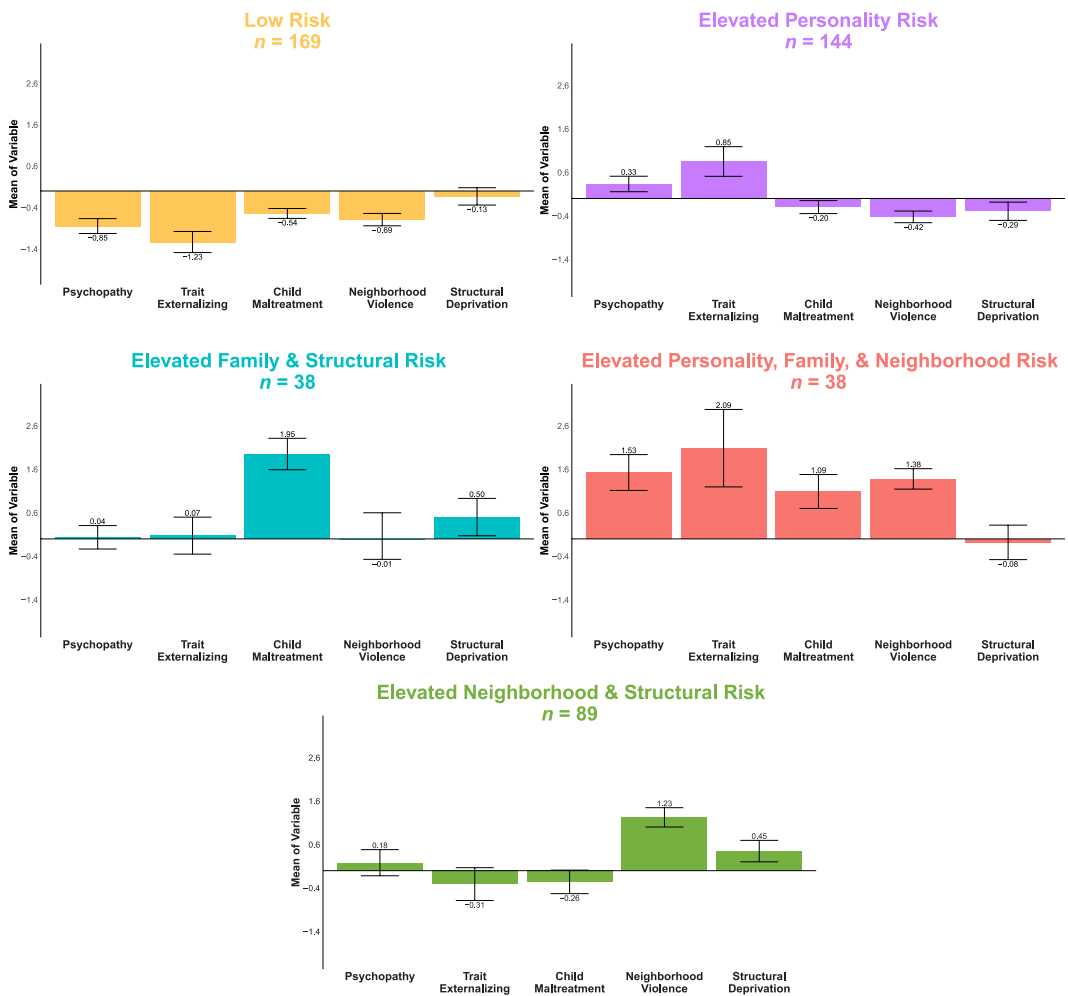 Low Risk
n = 169
Mean of Variable
2.6
1.6
0.6
−0.4
−1.4
−0.85
−1.23
−0.54
−0.69
−0.13
Psychopathy
Trait
Externalizing
Child
Maltreatment
Neighborhood
Violence
Structural
Deprivation
Elevated Personality Risk
n = 144
Mean of Variable
2.6
1.6
0.6
−0.4
−1.4
0.33
0.85
−0.20
−0.42
−0.29
Psychopathy
Trait
Externalizing
Child
Maltreatment
Neighborhood
Violence
Structural
Deprivation
Elevated Family & Structural Risk
n = 38
Mean of Variable
2.6
1.6
0.6
−0.4
−1.4
0.04
0.07
1.95
−0.01
0.50
Psychopathy
Trait
Externalizing
Child
Maltreatment
Neighborhood
Violence
Structural
Deprivation
Elevated Personality, Family, & Neighborhood Risk
n = 38
Mean of Variable
2.6
1.6
0.6
−0.4
−1.4
1.53
2.09
1.09
1.38
−0.08
Psychopathy
Trait
Externalizing
Child
Maltreatment
Neighborhood
Violence
Structural
Deprivation
Elevated Neighborhood & Structural Risk
n = 89
Mean of Variable
2.6
1.6
0.6
−0.4
−1.4
0.18
−0.31
−0.26
1.23
0.45
Psychopathy
Trait
Externalizing
Child
Maltreatment
Neighborhood
Violence
Structural
Deprivation